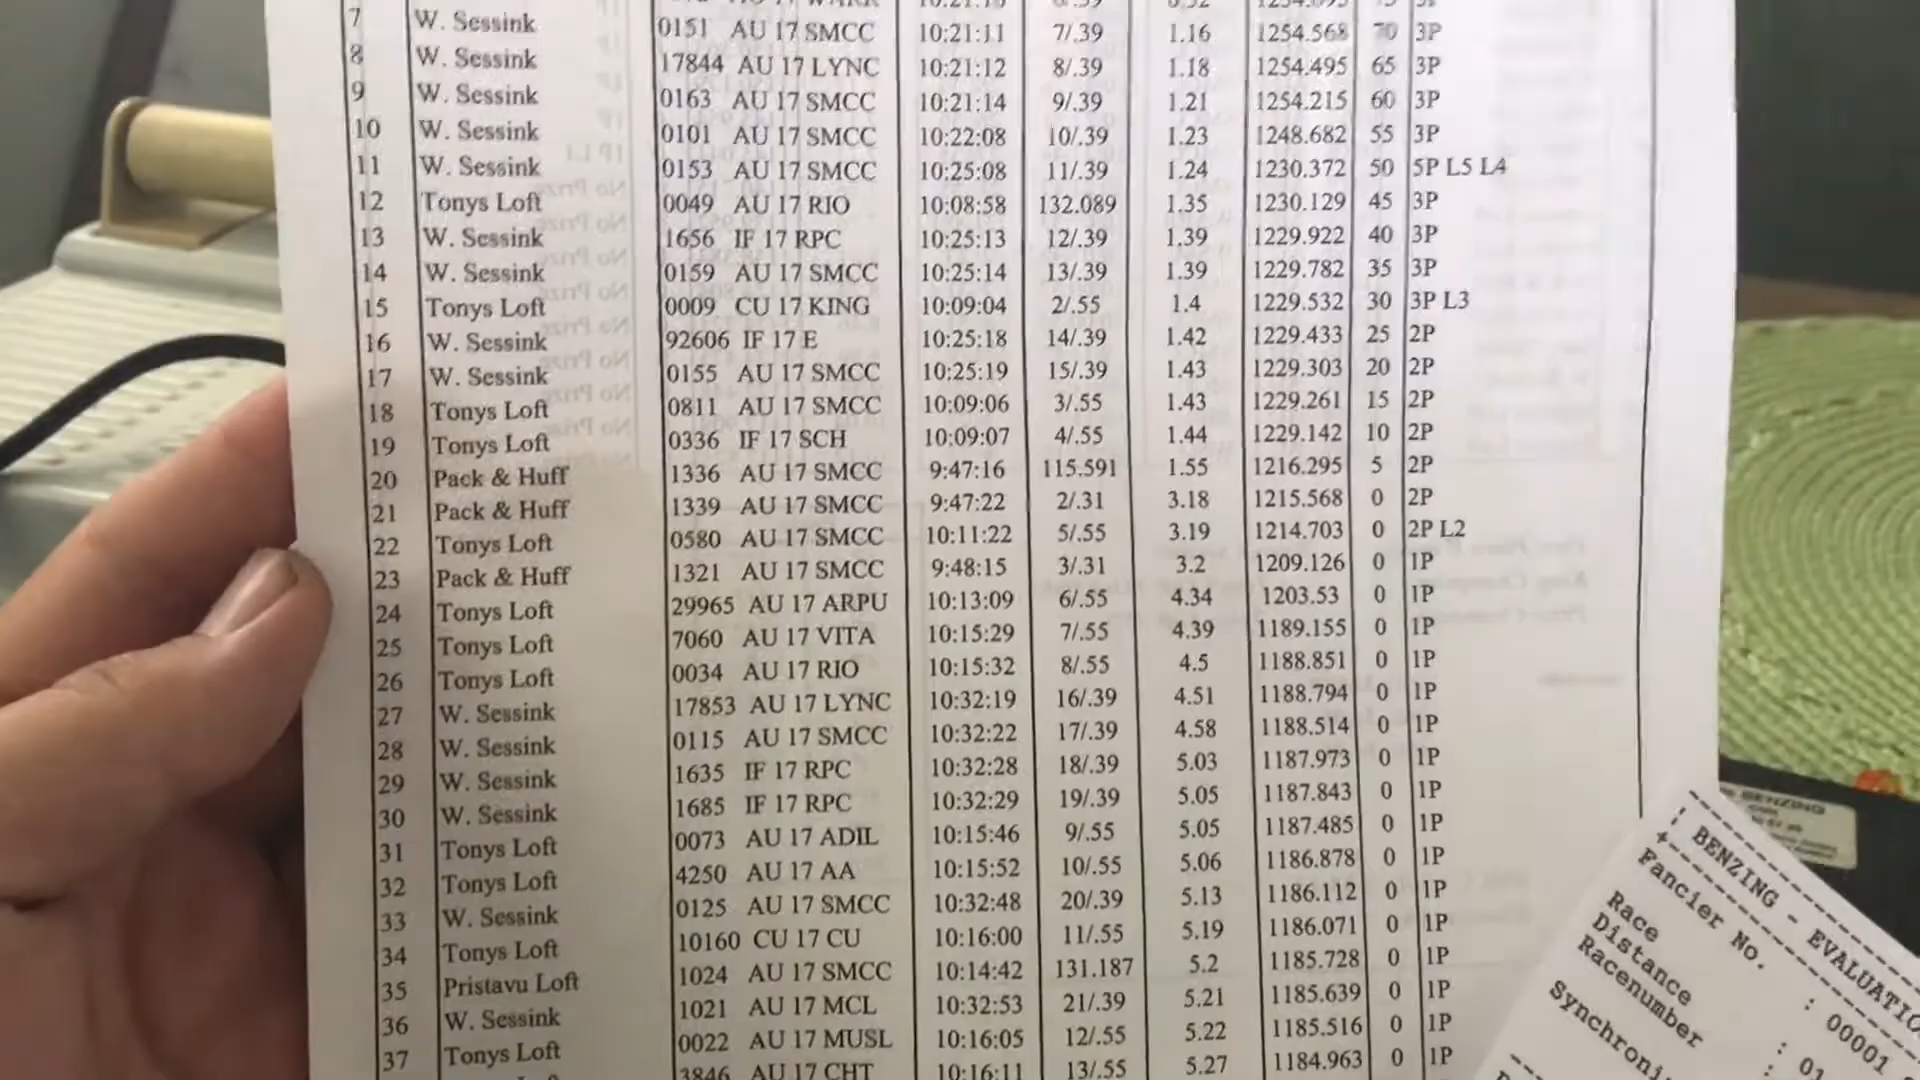 7 W. Sessink 0151 AU 17 SMCC 10:21:11 7/.39 1.16 1254.568 70 3P
8 W. Sessink 17844 AU 17 LYNC 10:21:12 8/.39 1.18 1254.495 65 3P
9 W. Sessink 0163 AU 17 SMCC 10:21:14 9/.39 1.21 1254.215 60 3P
10 W. Sessink 0101 AU 17 SMCC 10:22:08 10/.39 1.23 1248.682 55 3P
11 W. Sessink 0153 AU 17 SMCC 10:25:08 11/.39 1.24 1230.372 50 5P L5 L4
12 Tonys Loft 0049 AU 17 RIO 10:08:58 132.089 1.35 1230.129 45 3P
13 W. Sessink 1656 IF 17 RPC 10:25:13 12/.39 1.39 1229.922 40 3P
14 W. Sessink 0159 AU 17 SMCC 10:25:14 13/.39 1.39 1229.782 35 3P
15 Tonys Loft 0009 CU 17 KING 10:09:04 2/.55 1.4 1229.532 30 3P L3
16 W. Sessink 92606 IF 17 E 10:25:18 14/.39 1.42 1229.433 25 2P
17 W. Sessink 0155 AU 17 SMCC 10:25:19 15/.39 1.43 1229.303 20 2P
18 Tonys Loft 0811 AU 17 SMCC 10:09:06 3/.55 1.43 1229.261 15 2P
19 Tonys Loft 0336 IF 17 SCH 10:09:07 4/.55 1.44 1229.142 10 2P
20 Pack & Huff 1336 AU 17 SMCC 9:47:16 115.591 1.55 1216.295 5 2P
21 Pack & Huff 1339 AU 17 SMCC 9:47:22 2/.31 3.18 1215.568 0 2P
22 Tonys Loft 0580 AU 17 SMCC 10:11:22 5/.55 3.19 1214.703 0 2P L2
23 Pack & Huff 1321 AU 17 SMCC 9:48:15 3/.31 3.2 1209.126 0 1P
24 Tonys Loft 29965 AU 17 ARPU 10:13:09 6/.55 4.34 1203.53 0 1P
25 Tonys Loft 7060 AU 17 VITA 10:15:29 7/.55 4.39 1189.155 0 1P
26 Tonys Loft 0034 AU 17 RIO 10:15:32 8/.55 4.5 1188.851 0 1P
27 W. Sessink 17853 AU 17 LYNC 10:32:19 16/.39 4.51 1188.794 0 1P
28 W. Sessink 0115 AU 17 SMCC 10:32:22 17/.39 4.58 1188.514 0 1P
29 W. Sessink 1635 IF 17 RPC 10:32:28 18/.39 5.03 1187.973 0 1P
30 W. Sessink 1685 IF 17 RPC 10:32:29 19/.39 5.05 1187.843 0 1P
31 Tonys Loft 0073 AU 17 ADIL 10:15:46 9/.55 5.05 1187.485 0 1P
32 Tonys Loft 4250 AU 17 AA 10:15:52 10/.55 5.06 1186.878 0 1P
33 W. Sessink 0125 AU 17 SMCC 10:32:48 20/.39 5.13 1186.112 0 1P
34 Tonys Loft 10160 CU 17 CU 10:16:00 11/.55 5.19 1186.071 0 1P
35 Pristavu Loft 1024 AU 17 SMCC 10:14:42 131.187 5.2 1185.728 0 1P
36 W. Sessink 1021 AU 17 MCL 10:32:53 21/.39 5.21 1185.639 0 1P
37 Tonys Loft 0022 AU 17 MUSL 10:16:05 12/.55 5.22 1185.516 0 1P
3846 AU 17 CHT 10:16:11 13/.55 5.27 1184.963 0 1P
BENZING
BENZING - EVALUATIO
Fancier No. : 00001
Race : 01
Distance :
Racenumber
Synchroni